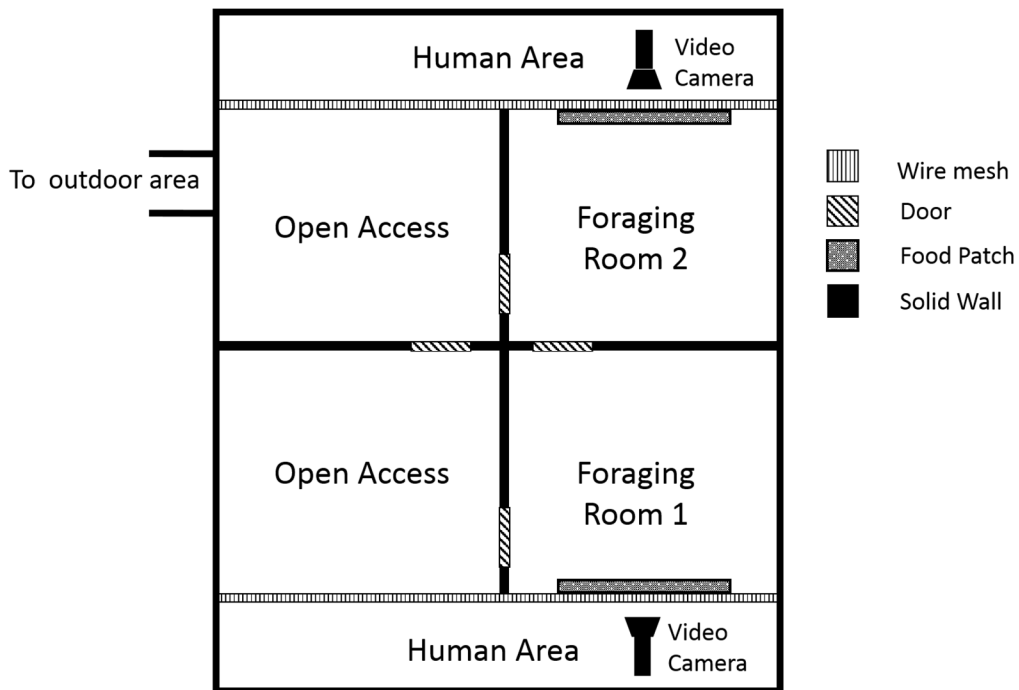 Human Area
Video
Camera
To outdoor area
Open Access
Foraging
Room 2
Wire mesh
Door
Food Patch
Solid Wall
Open Access
Foraging
Room 1
Human Area
Video
Camera